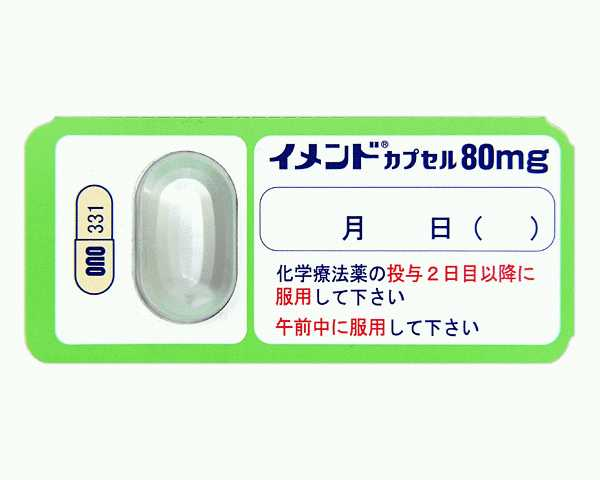 ono 331
イメンド®カプセル80mg
月 日( )
化学療法薬の投与2日目以降に
服用して下さい
午前中に服用して下さい